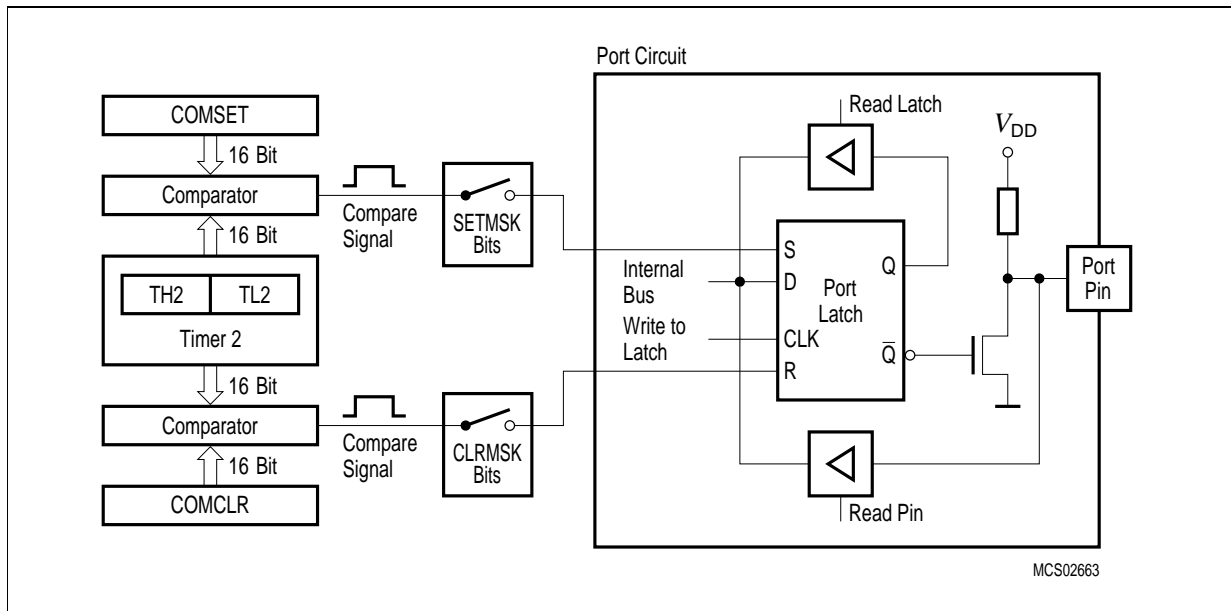 Port Circuit
COMSET
16 Bit
Comparator
16 Bit
TH2
TL2
Timer 2
16 Bit
Comparator
16 Bit
COMCLR
Compare
Signal
SETMSK
Bits
Compare
Signal
CLRMSK
Bits
Read Latch
Internal
Bus
Write to
Latch
S
D
CLK
R
Port
Latch
Q
Q̅
Read Pin
VDD
Port
Pin
MCS02663